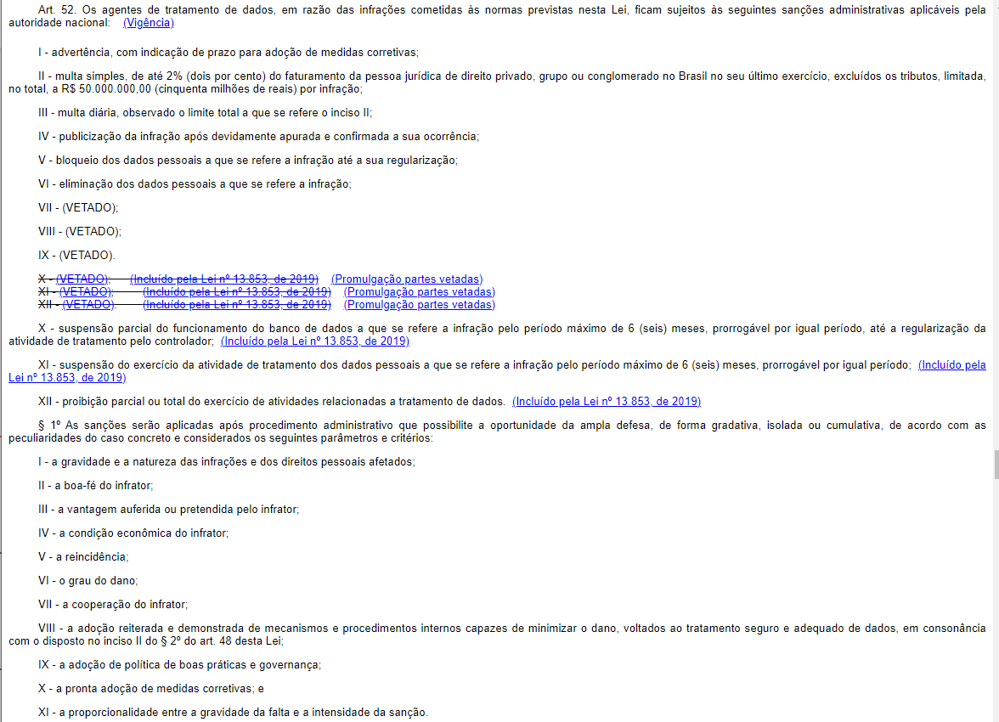 Art. 52. Os agentes de tratamento de dados, em razão das infrações cometidas às normas previstas nesta Lei, ficam sujeitos às seguintes sanções administrativas aplicáveis pela
autoridade nacional: (Vigência)
I - advertência, com indicação de prazo para adoção de medidas corretivas;
II - multa simples, de até 2% (dois por cento) do faturamento da pessoa jurídica de direito privado, grupo ou conglomerado no Brasil no seu último exercício, excluídos os tributos, limitada,
no total, a R$ 50.000.000,00 (cinquenta milhões de reais) por infração;
III - multa diária, observado o limite total a que se refere o inciso II;
IV - publicização da infração após devidamente apurada e confirmada a sua ocorrência;
V - bloqueio dos dados pessoais a que se refere a infração até a sua regularização;
VI - eliminação dos dados pessoais a que se refere a infração;
VII - (VETADO);
VIII - (VETADO);
IX - (VETADO).
X - (VETADO); (Incluído pela Lei nº 13.853, de 2019) (Promulgação partes vetadas)
XI - (VETADO); (Incluído pela Lei nº 13.853, de 2019) (Promulgação partes vetadas)
XII - (VETADO). (Incluído pela Lei nº 13.853, de 2019) (Promulgação partes vetadas)
X - suspensão parcial do funcionamento do banco de dados a que se refere a infração pelo período máximo de 6 (seis) meses, prorrogável por igual período, até a regularização da
atividade de tratamento pelo controlador; (Incluído pela Lei nº 13.853, de 2019)
XI - suspensão do exercício da atividade de tratamento dos dados pessoais a que se refere a infração pelo período máximo de 6 (seis) meses, prorrogável por igual período; (Incluído pela
Lei nº 13.853, de 2019)
XII - proibição parcial ou total do exercício de atividades relacionadas a tratamento de dados. (Incluído pela Lei nº 13.853, de 2019)
§ 1º As sanções serão aplicadas após procedimento administrativo que possibilite a oportunidade da ampla defesa, de forma gradativa, isolada ou cumulativa, de acordo com as
peculiaridades do caso concreto e considerados os seguintes parâmetros e critérios:
I - a gravidade e a natureza das infrações e dos direitos pessoais afetados;
II - a boa-fé do infrator;
III - a vantagem auferida ou pretendida pelo infrator;
IV - a condição econômica do infrator;
V - a reincidência;
VI - o grau do dano;
VII - a cooperação do infrator;
VIII - a adoção reiterada e demonstrada de mecanismos e procedimentos internos capazes de minimizar o dano, voltados ao tratamento seguro e adequado de dados, em consonância
com o disposto no inciso II do § 2º do art. 48 desta Lei;
IX - a adoção de política de boas práticas e governança;
X - a pronta adoção de medidas corretivas; e
XI - a proporcionalidade entre a gravidade da falta e a intensidade da sanção.